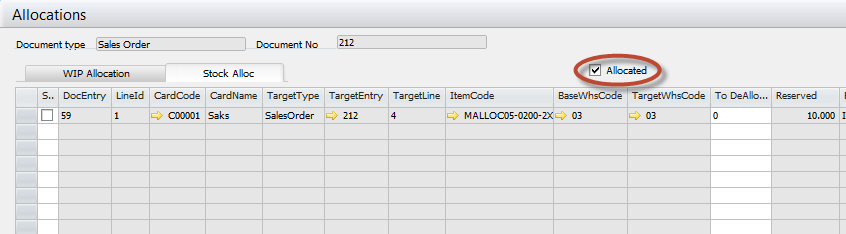 Allocations
Document type Sales Order Document No 212
WIP Allocation Stock Alloc Allocated
S.. DocEntry LineId CardCode CardName TargetType TargetEntry TargetLine ItemCode BaseWhsCode TargetWhsCode To DeAllo... Reserved
59 1 C00001 Saks SalesOrder 212 4 MALLOC05-0200-2X 03 03 0 10.000